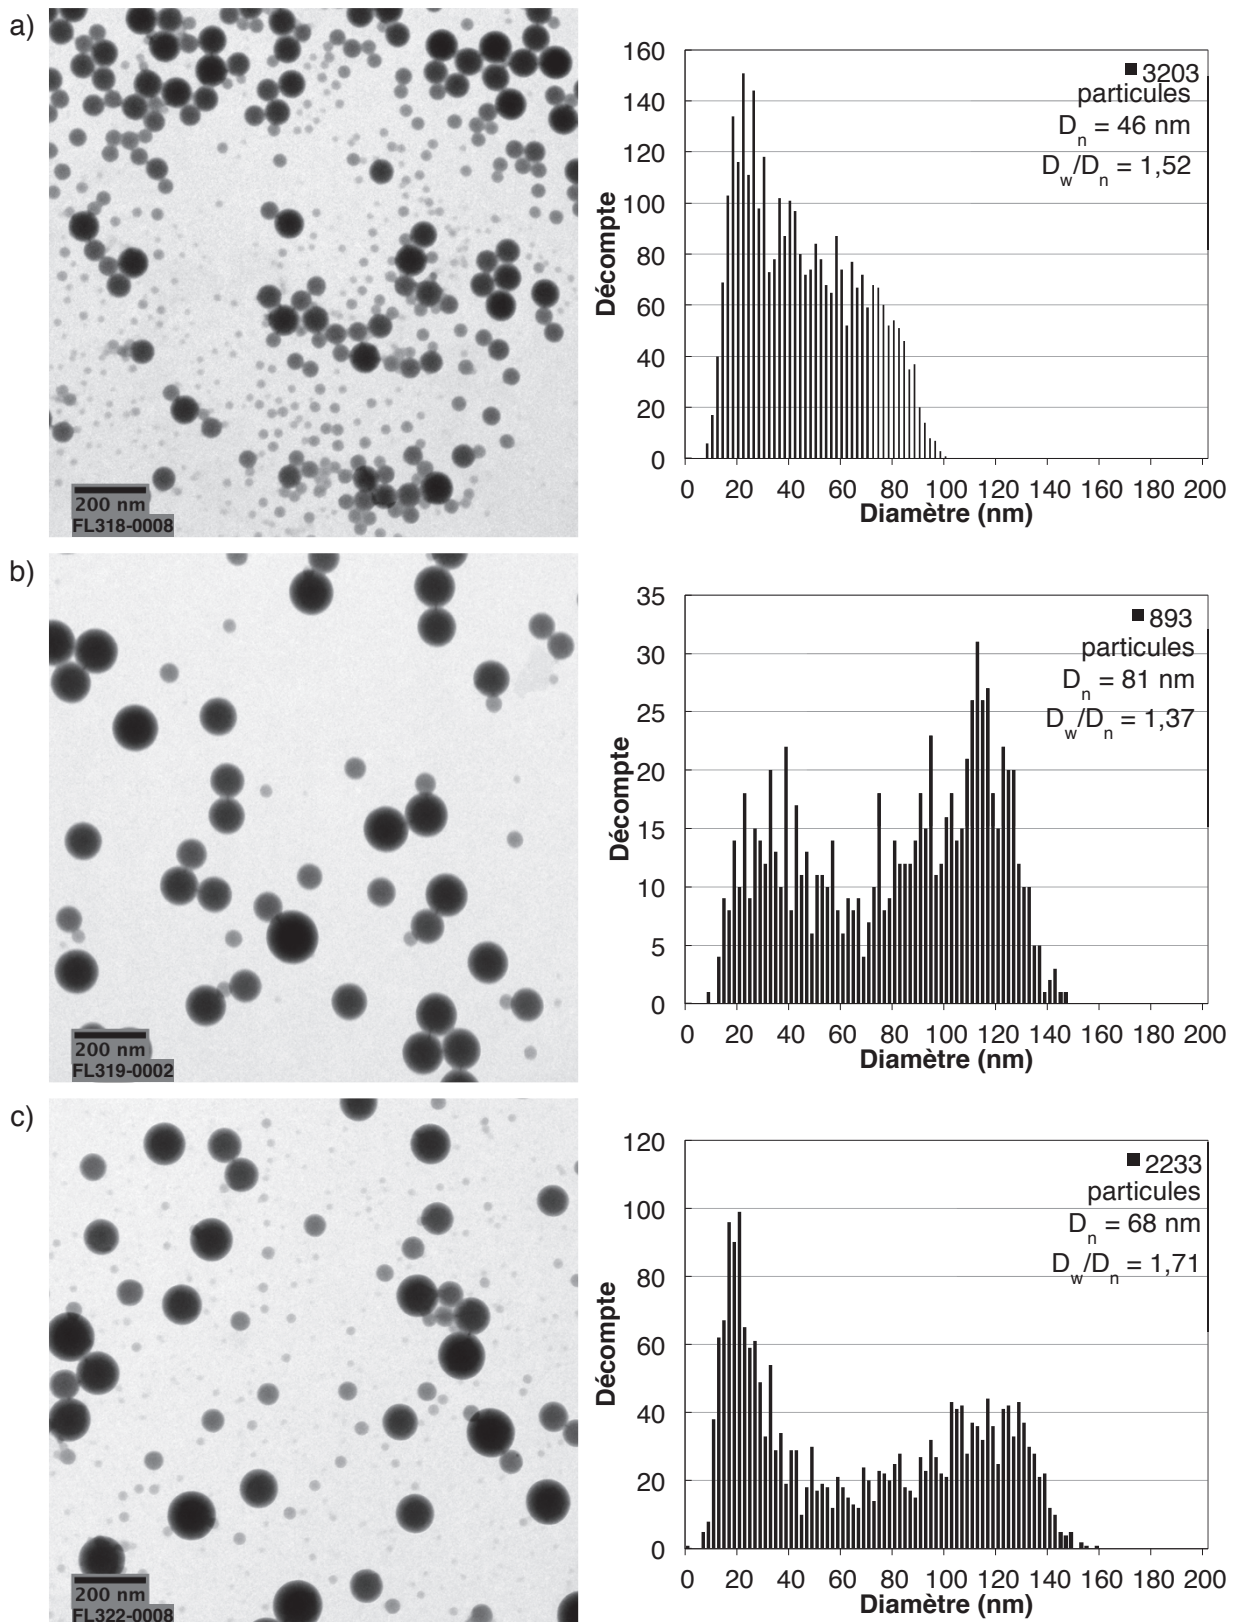 a)
200 nm
FL318-0008
160
140
120
100
80
60
40
20
0
Décompte
3203
particules
Dn = 46 nm
Dw/Dn = 1,52
0 20 40 60 80 100 120 140 160 180 200
Diamètre (nm)
b)
200 nm
FL319-0002
35
30
25
20
15
10
5
0
Décompte
893
particules
Dn = 81 nm
Dw/Dn = 1,37
0 20 40 60 80 100 120 140 160 180 200
Diamètre (nm)
c)
200 nm
FL322-0008
120
100
80
60
40
20
0
Décompte
2233
particules
Dn = 68 nm
Dw/Dn = 1,71
0 20 40 60 80 100 120 140 160 180 200
Diamètre (nm)